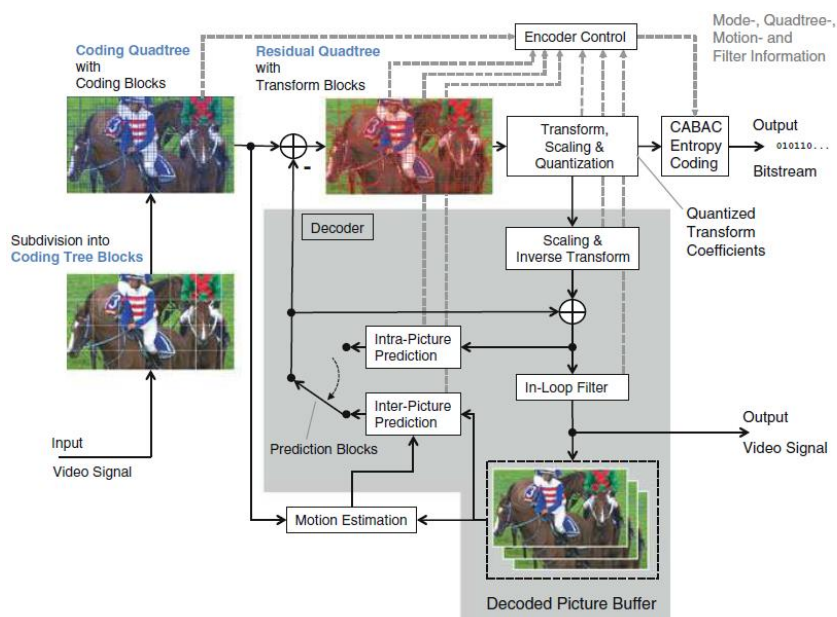 Coding Quadtree
with
Coding Blocks
Residual Quadtree
with
Transform Blocks
Encoder Control
Mode-, Quadtree-,
Motion- and
Filter Information
Transform,
Scaling &
Quantization
CABAC
Entropy
Coding
Output
010110...
Bitstream
-
Subdivision into
Coding Tree Blocks
Decoder
Scaling &
Inverse Transform
Quantized
Transform
Coefficients
Intra-Picture
Prediction
In-Loop Filter
Inter-Picture
Prediction
Output
Video Signal
Input
Video Signal
Prediction Blocks
Motion Estimation
Decoded Picture Buffer